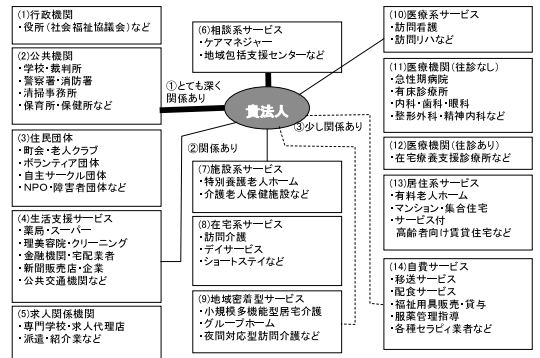 (1)行政機関
・役所(社会福祉協議会)など
(2)公共機関
・学校・裁判所
・警察署・消防署
・清掃事務所
・保育所・保健所など
(3)住民団体
・町会・老人クラブ
・ボランティア団体
・自主サークル団体
・NPO・障害者団体など
(4)生活支援サービス
・薬局・スーパー
・理美容院・クリーニング
・金融機関・宅配業者
・新聞販売店・企業
・公共交通機関など
(5)求人関係機関
・専門学校・求人代理店
・派遣・紹介業など
(6)相談系サービス
・ケアマネジャー
・地域包括支援センターなど
①とても深く
関係あり
貴法人
③少し関係あり
②関係あり
(7)施設系サービス
・特別養護老人ホーム
・介護老人保健施設など
(8)在宅系サービス
・訪問介護
・デイサービス
・ショートステイなど
(9)地域密着型サービス
・小規模多機能型居宅介護
・グループホーム
・夜間対応型訪問介護など
(10)医療系サービス
・訪問看護
・訪問リハなど
(11)医療機関(往診なし)
・急性期病院
・有床診療所
・内科・歯科・眼科
・整形外科・精神内科など
(12)医療機関(往診あり)
・在宅療養支援診療所など
(13)居住系サービス
・有料老人ホーム
・マンション・集合住宅
・サービス付
高齢者向け賃貸住宅など
(14)自費サービス
・移送サービス
・配食サービス
・福祉用具販売・貸与
・服薬管理指導
・各種セラピィ業者など